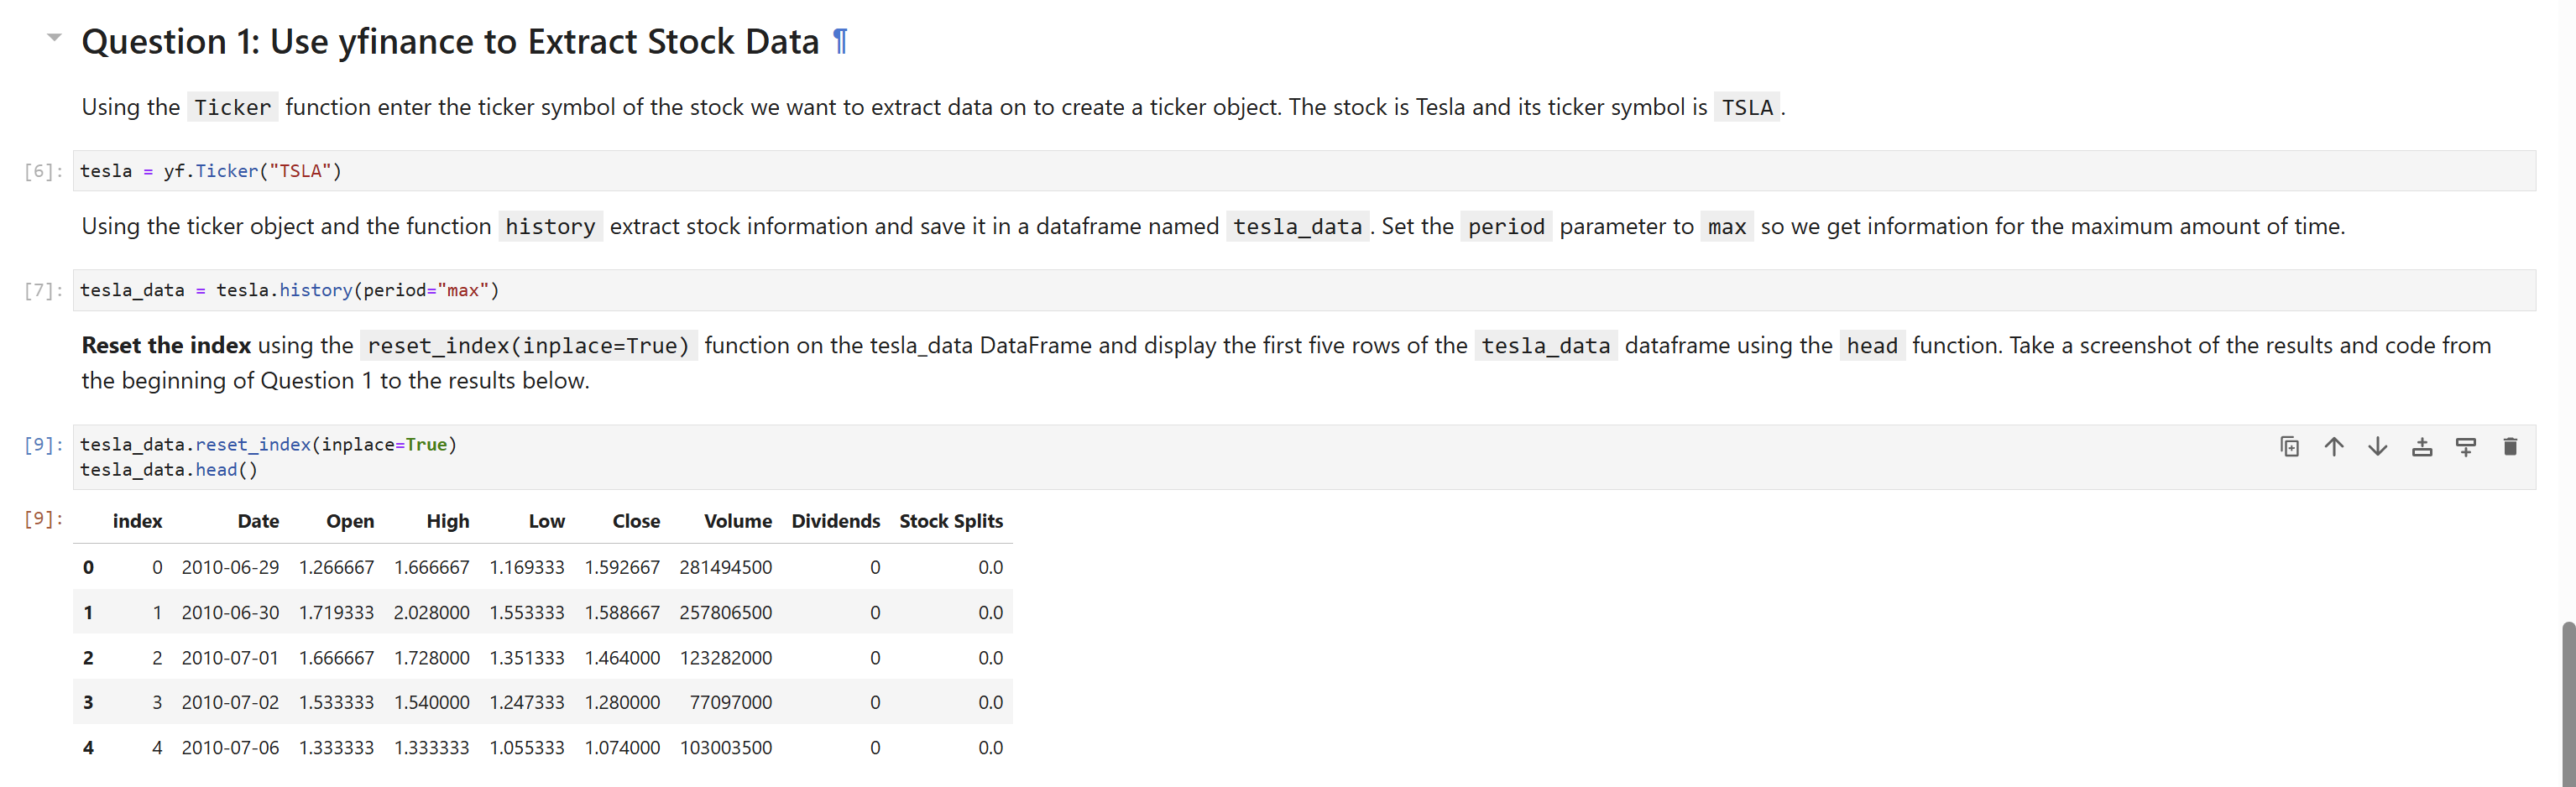 Question 1: Use yfinance to Extract Stock Data ¶
Using the Ticker function enter the ticker symbol of the stock we want to extract data on to create a ticker object. The stock is Tesla and its ticker symbol is TSLA .
[6]: tesla = yf.Ticker("TSLA")
Using the ticker object and the function history extract stock information and save it in a dataframe named tesla_data . Set the period parameter to max so we get information for the maximum amount of time.
[7]: tesla_data = tesla.history(period="max")
Reset the index using the reset_index(inplace=True) function on the tesla_data DataFrame and display the first five rows of the tesla_data dataframe using the head function. Take a screenshot of the results and code from
the beginning of Question 1 to the results below.
[9]: tesla_data.reset_index(inplace=True)
tesla_data.head()
[9]: index Date Open High Low Close Volume Dividends Stock Splits
0 0 2010-06-29 1.266667 1.666667 1.169333 1.592667 281494500 0 0.0
1 1 2010-06-30 1.719333 2.028000 1.553333 1.588667 257806500 0 0.0
2 2 2010-07-01 1.666667 1.728000 1.351333 1.464000 123282000 0 0.0
3 3 2010-07-02 1.533333 1.540000 1.247333 1.280000 77097000 0 0.0
4 4 2010-07-06 1.333333 1.333333 1.055333 1.074000 103003500 0 0.0